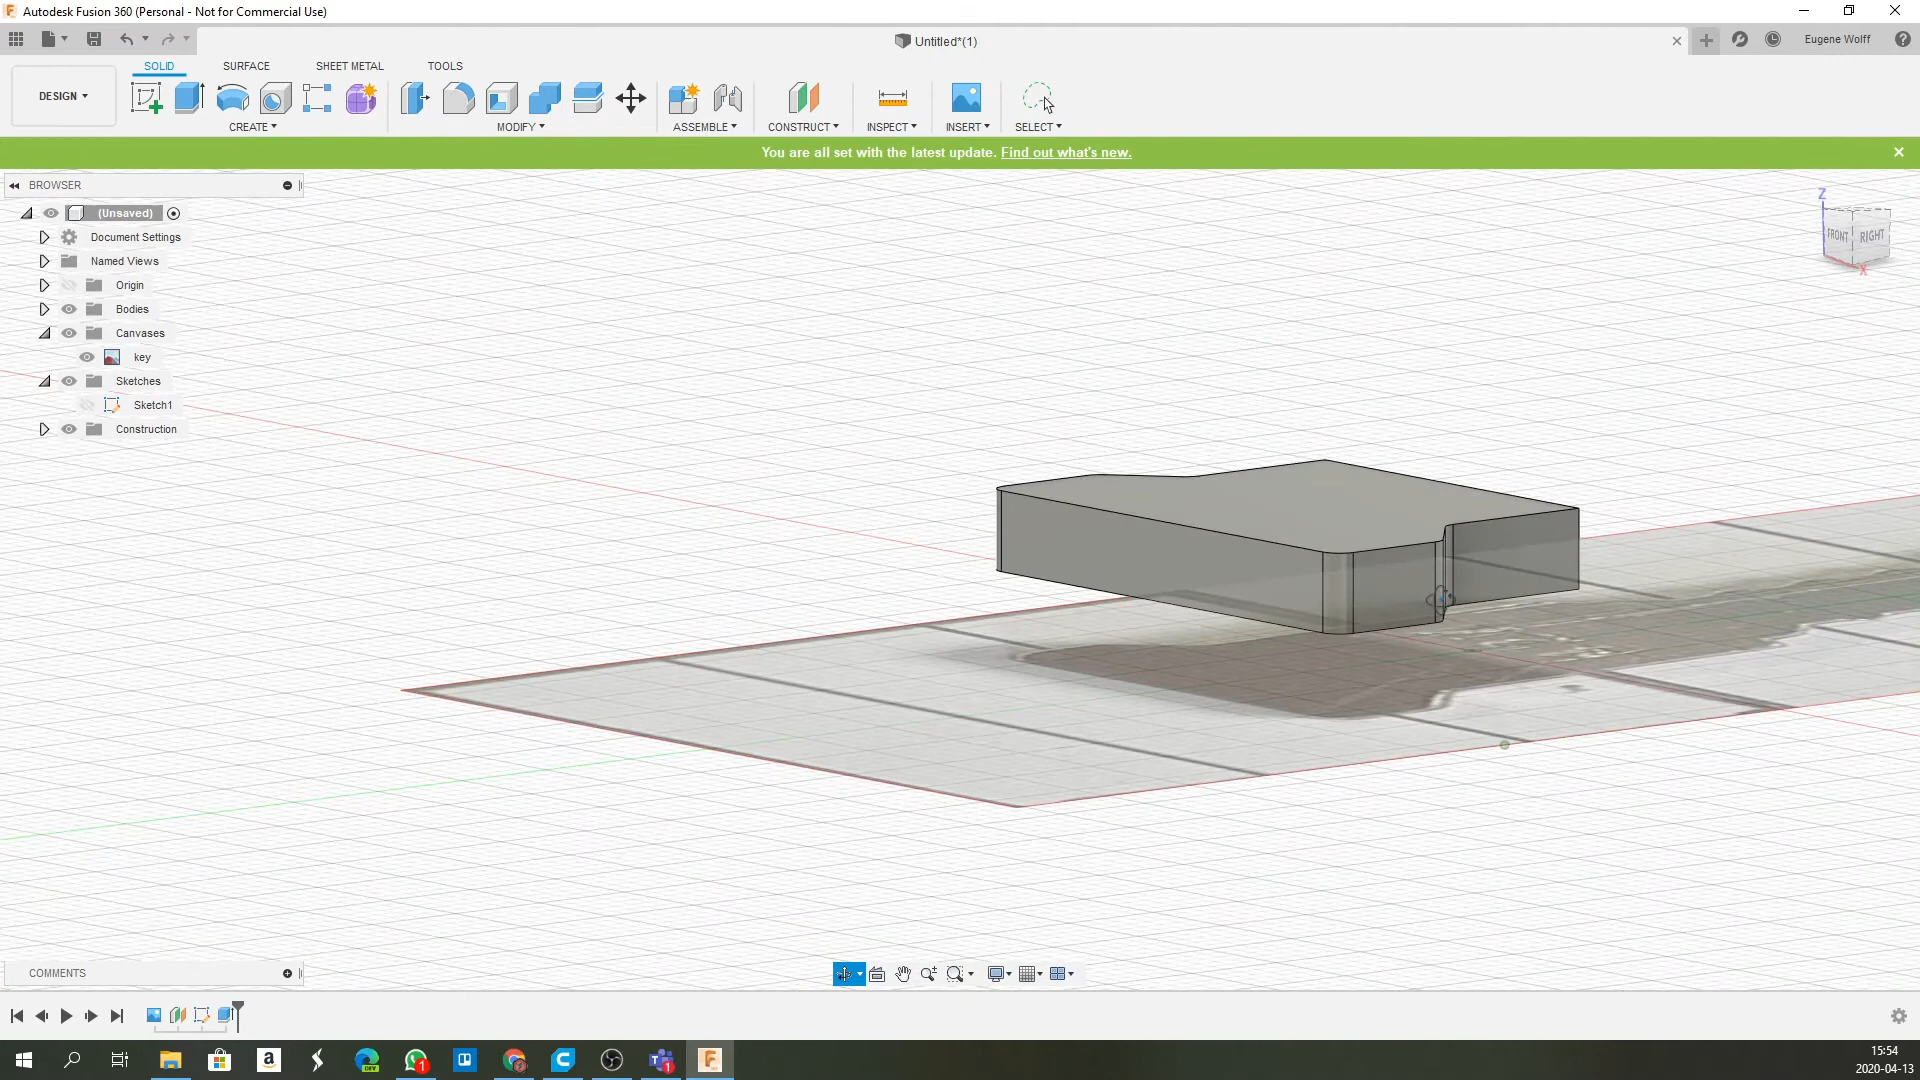 Autodesk Fusion 360 (Personal - Not for Commercial Use)
Untitled*(1)
Eugene Wolff
DESIGN
SOLID
SURFACE
SHEET METAL
TOOLS
CREATE
MODIFY
ASSEMBLE
CONSTRUCT
INSPECT
INSERT
SELECT
You are all set with the latest update. Find out what's new.
BROWSER
(Unsaved)
Document Settings
Named Views
Origin
Bodies
Canvases
key
Sketches
Sketch1
Construction
Z
FRONT
RIGHT
X
COMMENTS
15:54
2020-04-13